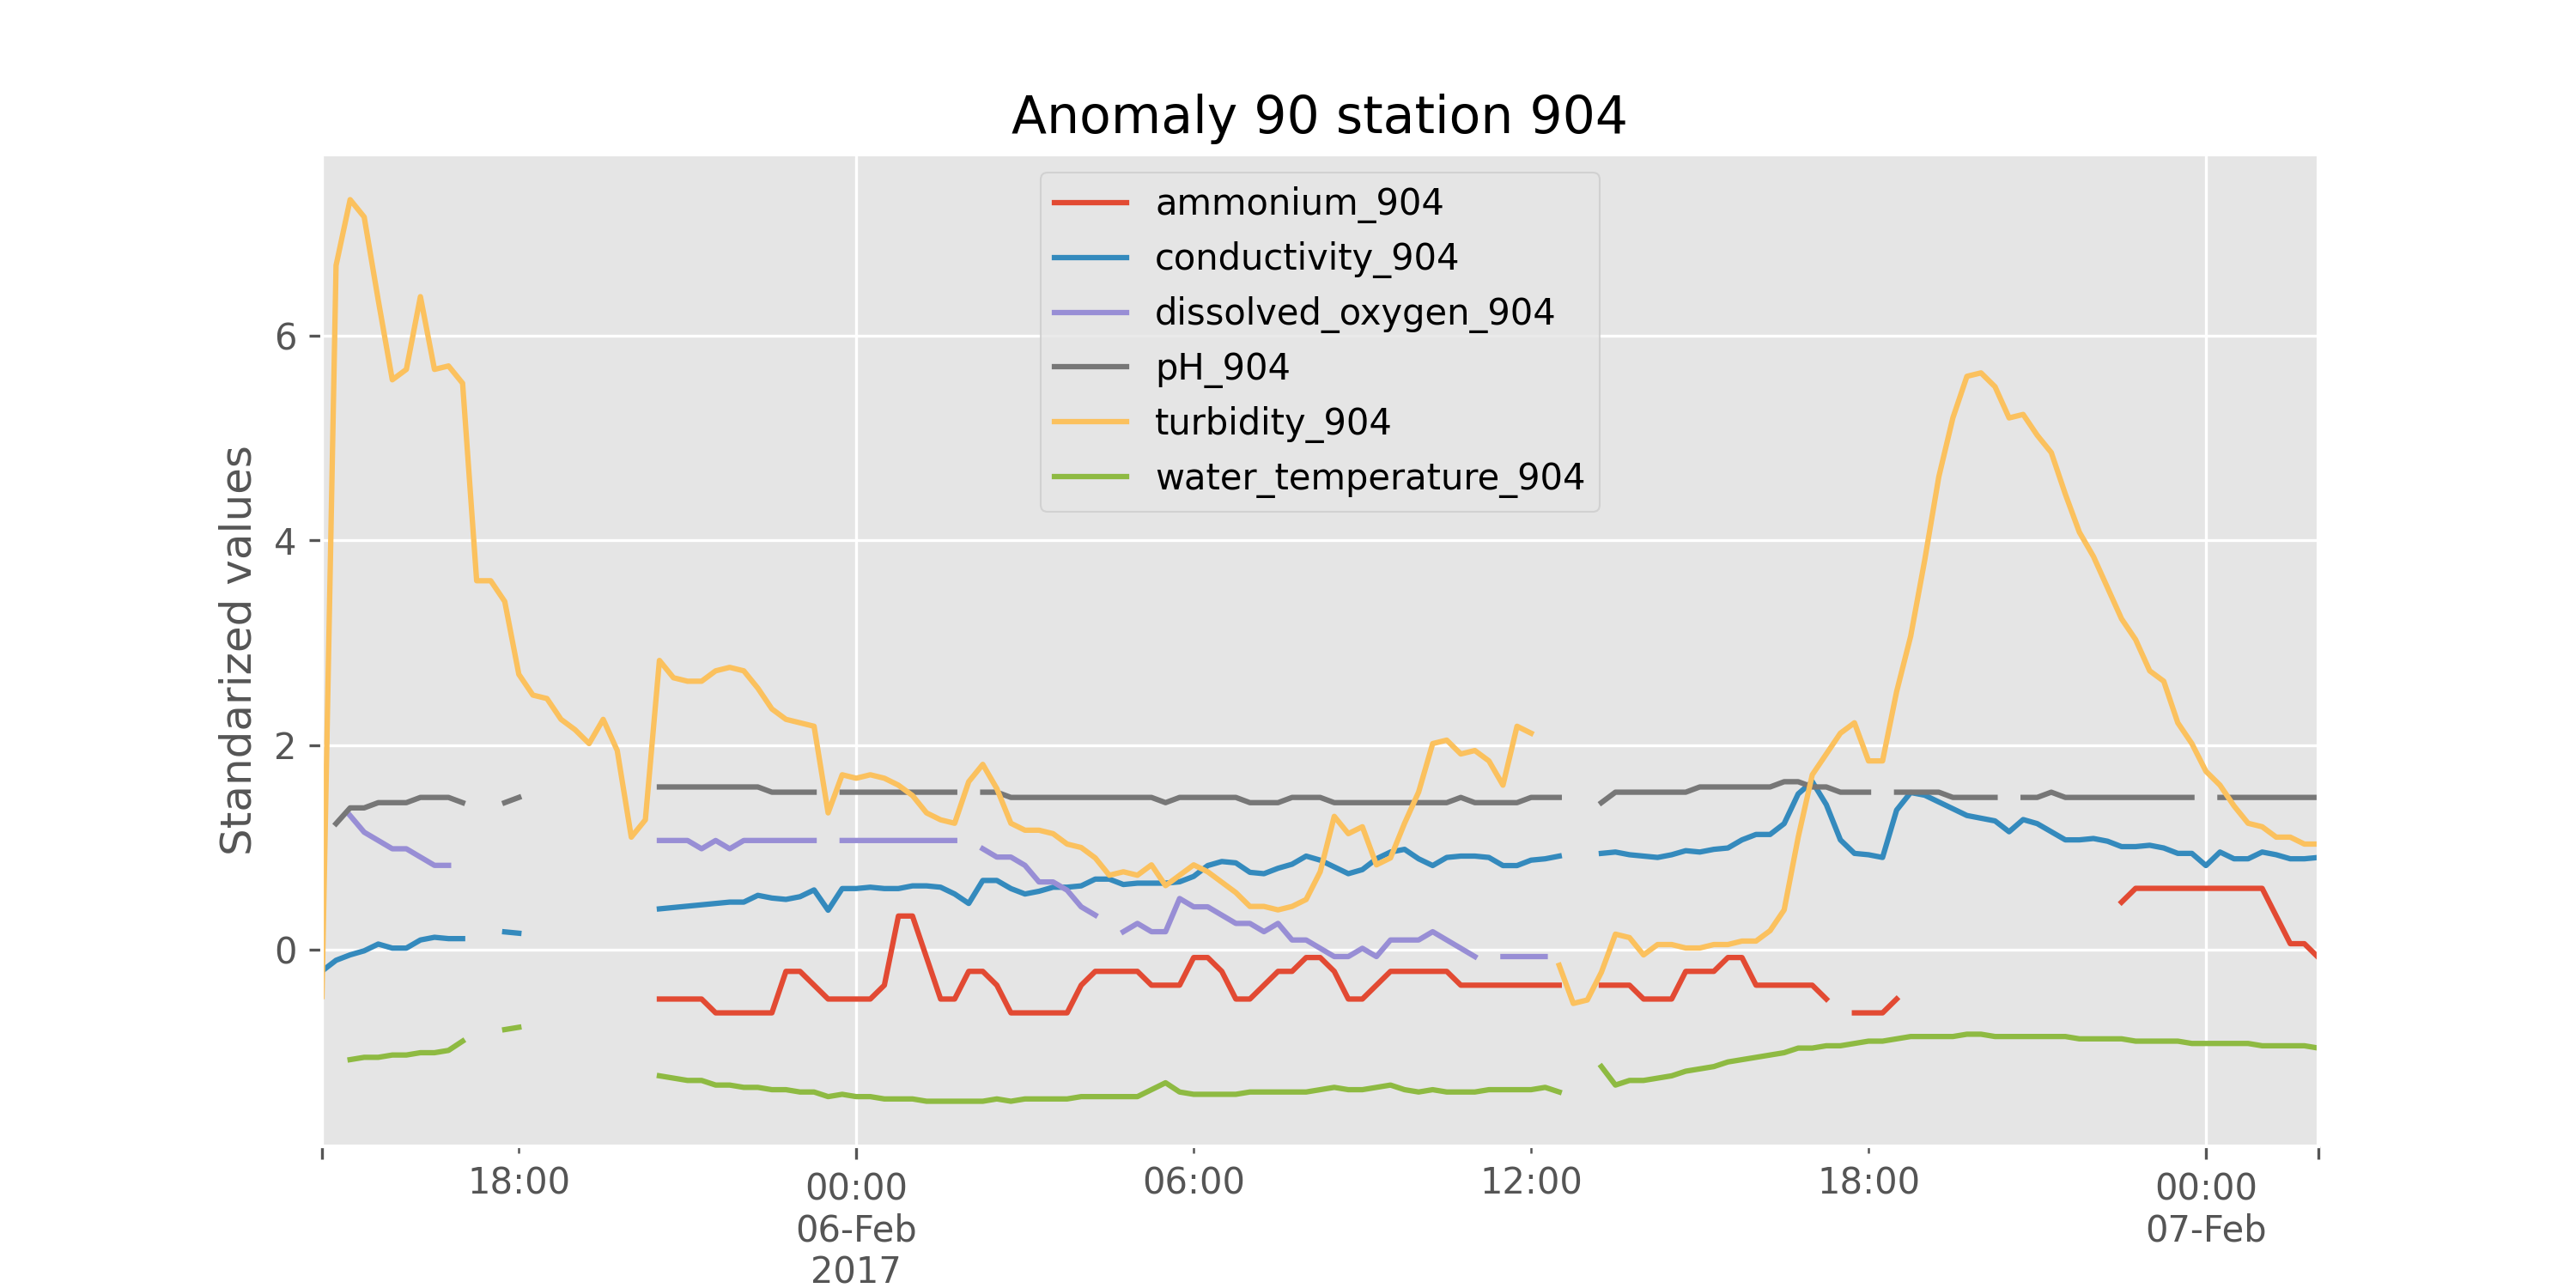 Anomaly 90 station 904
ammonium_904
conductivity_904
dissolved_oxygen_904
pH_904
turbidity_904
water_temperature_904
Standarized values
6
4
2
0
18:00
00:00
06-Feb
2017
06:00
12:00
18:00
00:00
07-Feb